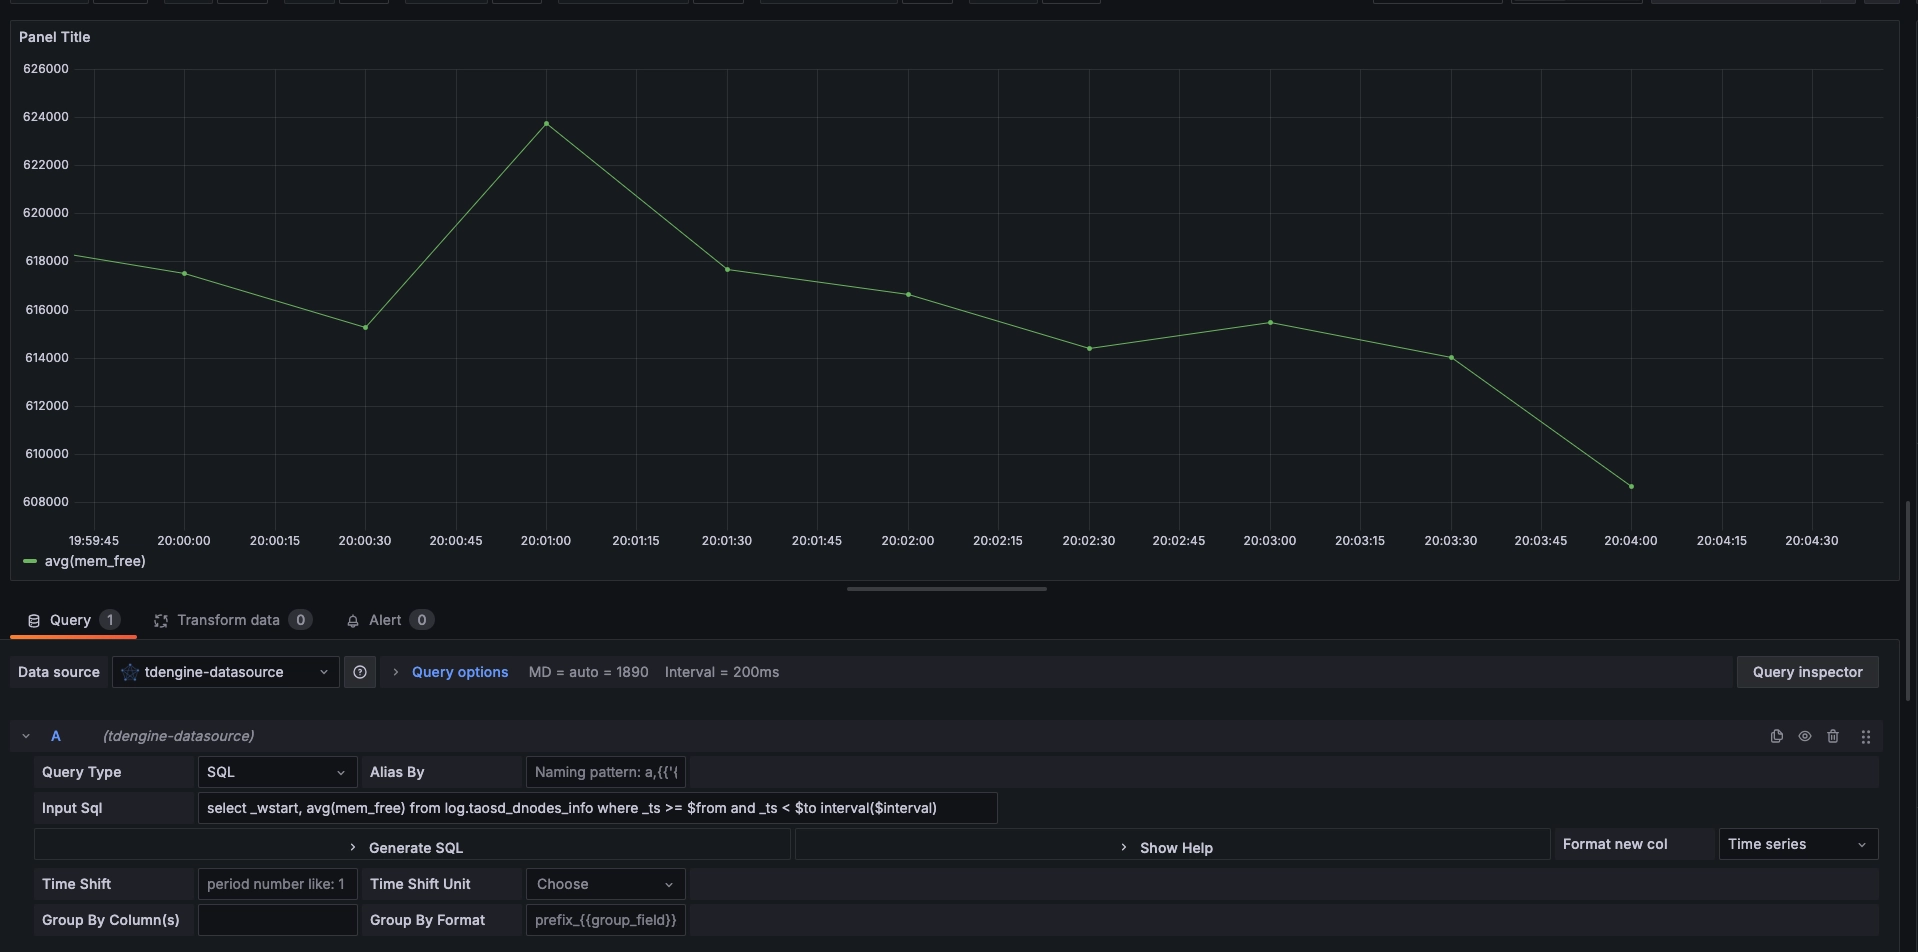 Panel Title
626000
624000
622000
620000
618000
616000
614000
612000
610000
608000
19:59:45 20:00:00 20:00:15 20:00:30 20:00:45 20:01:00 20:01:15 20:01:30 20:01:45 20:02:00 20:02:15 20:02:30 20:02:45 20:03:00 20:03:15 20:03:30 20:03:45 20:04:00 20:04:15 20:04:30
avg(mem_free)
Query 1 Transform data 0 Alert 0
Data source tdengine-datasource Query options MD = auto = 1890 Interval = 200ms Query inspector
A (tdengine-datasource)
Query Type SQL Alias By Naming pattern: a,{{'{
Input Sql select _wstart, avg(mem_free) from log.taosd_dnodes_info where _ts >= $from and _ts < $to interval($interval)
Generate SQL Show Help Format new col Time series
Time Shift period number like: 1 Time Shift Unit Choose
Group By Column(s) Group By Format prefix_{{group_field}}